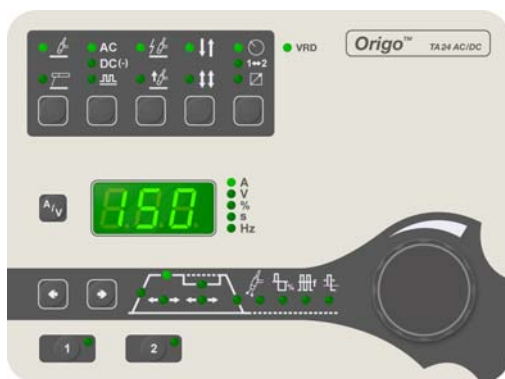 AC
DC(-)
1↔2
VRD
Origo™ TA24 AC/DC
A/V
150
A
V
%
s
Hz
%
f
1
2